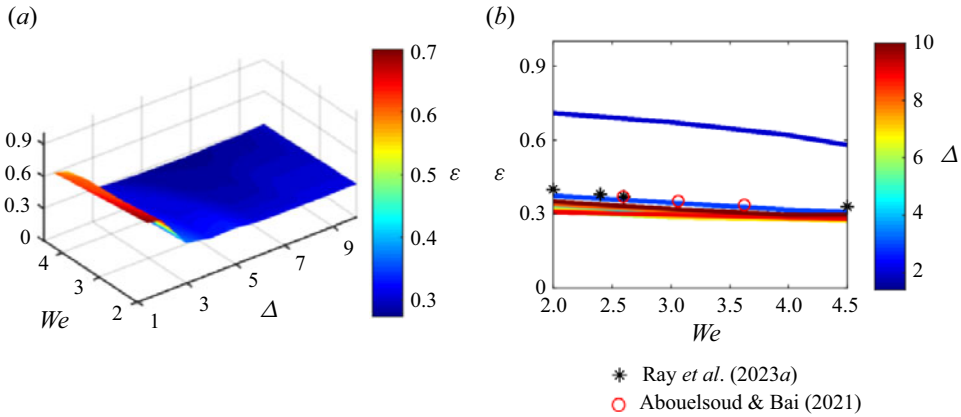 (a)
0.9
0.6
0.3
0
4
3
2
We
1
3
5
7
9
Δ
0.7
0.6
0.5
0.4
0.3
ε
(b)
0.9
0.6
ε
0.3
0
2.0 2.5 3.0 3.5 4.0 4.5
We
10
8
6
4
2
Δ
Ray et al. (2023a)
Abouelsoud & Bai (2021)